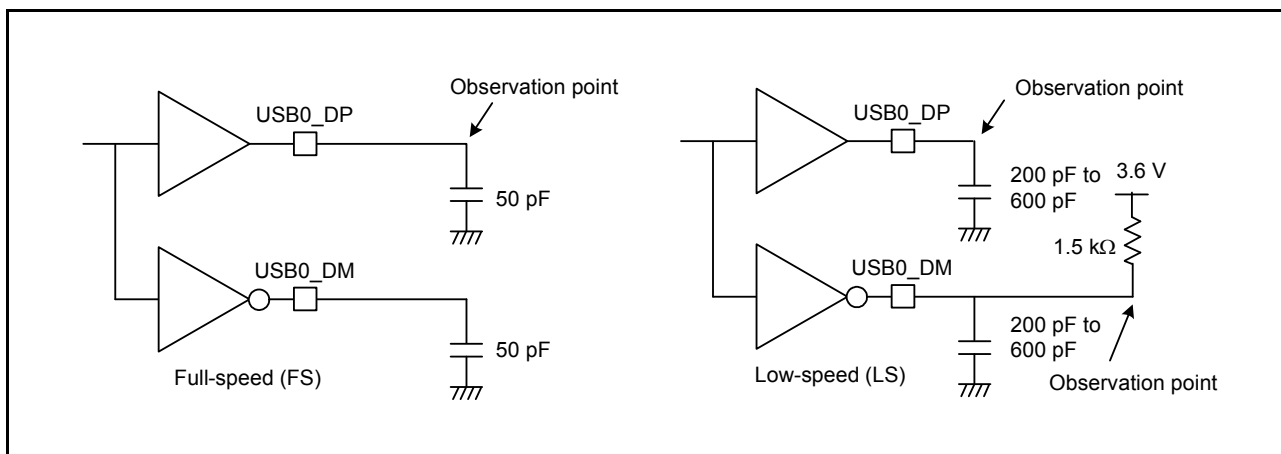 Observation point
USB0_DP
50 pF
USB0_DM
50 pF
Full-speed (FS)
Observation point
USB0_DP
200 pF to
600 pF
3.6 V
1.5 kΩ
USB0_DM
200 pF to
600 pF
Observation point
Low-speed (LS)